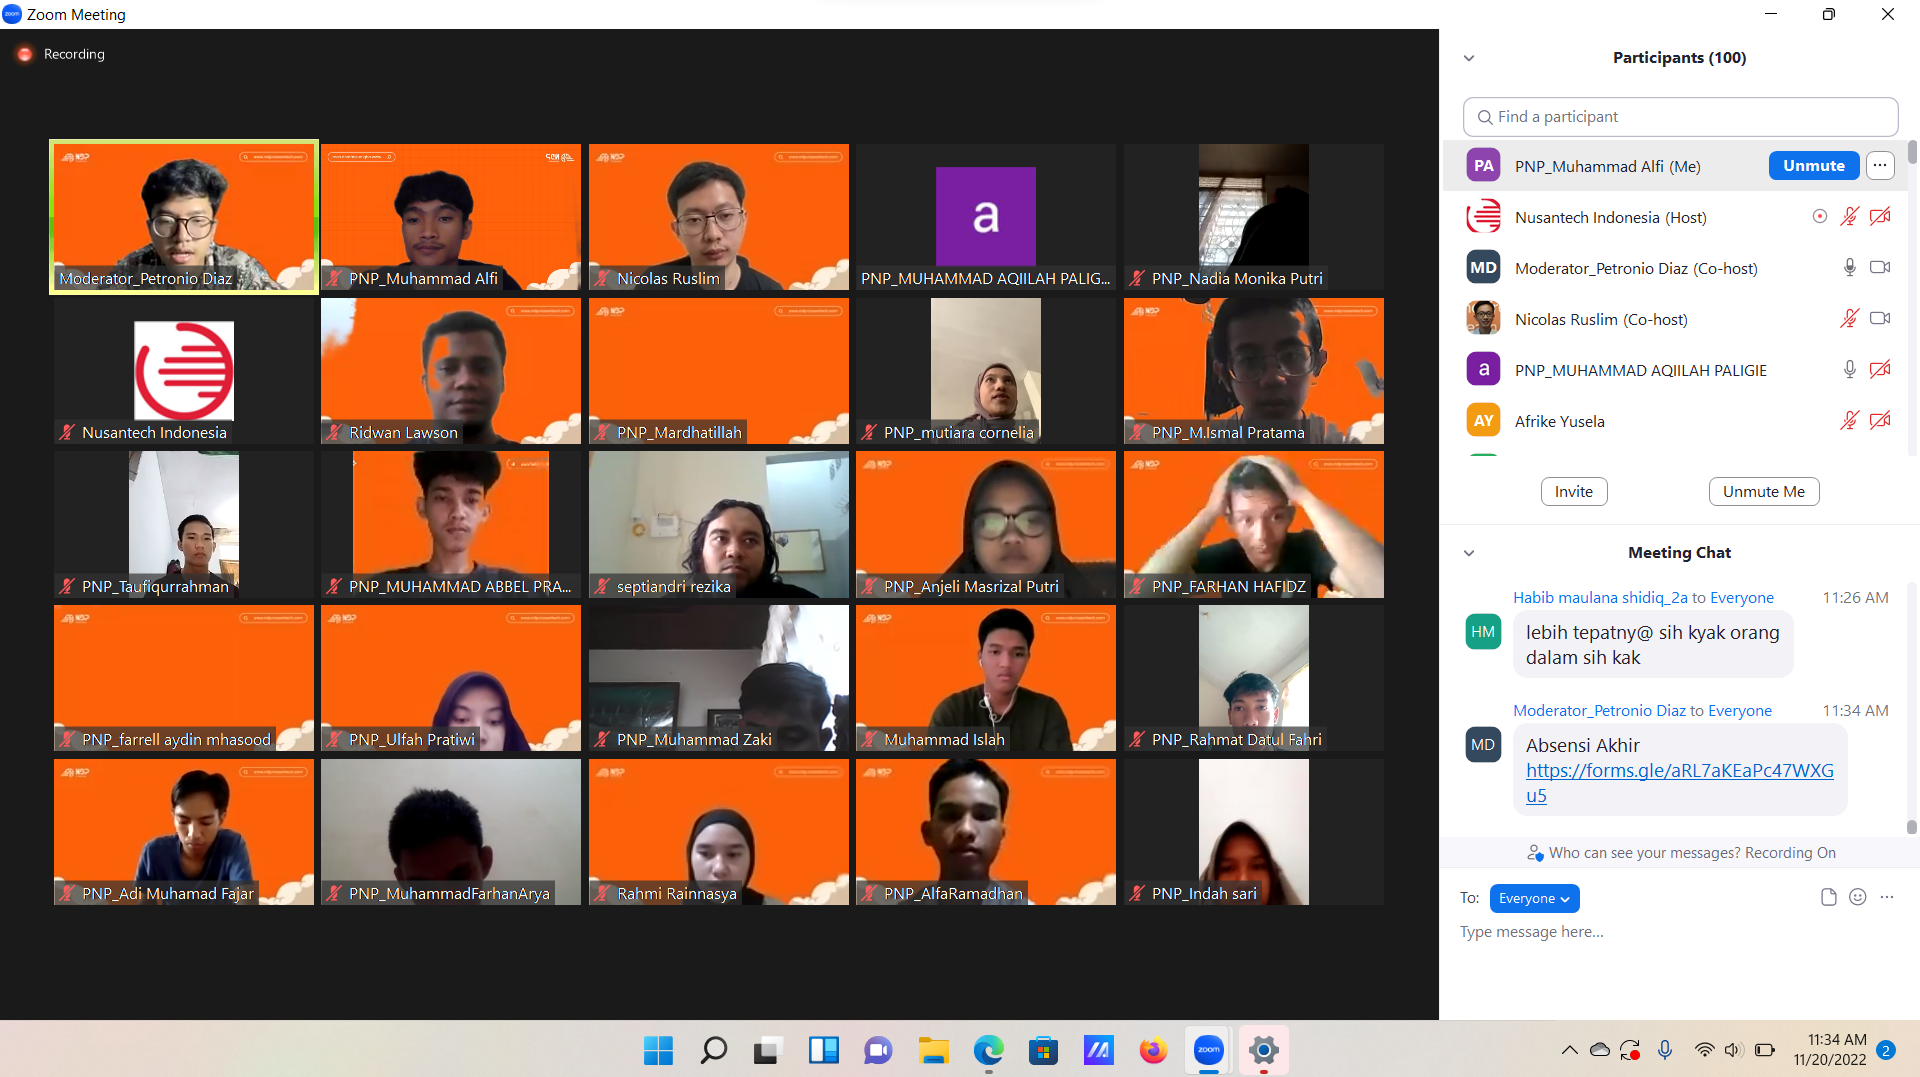 Zoom Meeting
Recording
Moderator_Petronio Diaz
PNP_Muhammad Alfi
Nicolas Ruslim
a
PNP_MUHAMMAD AQIILAH PALIG...
PNP_Nadia Monika Putri
Nusantech Indonesia
Ridwan Lawson
PNP_Mardhatillah
PNP_mutiara cornelia
PNP_M.Ismal Pratama
PNP_Taufiqurrahman
PNP_MUHAMMAD ABBEL PRA...
septiandri rezika
PNP_Anjeli Masrizal Putri
PNP_FARHAN HAFIDZ
PNP_farrell aydin mhasood
PNP_Ulfah Pratiwi
PNP_Muhammad Zaki
Muhammad Islah
PNP_Rahmat Datul Fahri
PNP_Adi Muhamad Fajar
PNP_MuhammadFarhanArya
Rahmi Rainnasya
PNP_AlfaRamadhan
PNP_Indah sari
Participants (100)
Find a participant
PA PNP_Muhammad Alfi (Me) Unmute ...
Nusantech Indonesia (Host)
MD Moderator_Petronio Diaz (Co-host)
Nicolas Ruslim (Co-host)
a PNP_MUHAMMAD AQIILAH PALIGIE
AY Afrike Yusela
Invite
Unmute Me
Meeting Chat
Habib maulana shidiq_2a to Everyone 11:26 AM
HM
lebih tepatny@ sih kyak orang
dalam sih kak
Moderator_Petronio Diaz to Everyone 11:34 AM
MD
Absensi Akhir
https://forms.gle/aRL7aKEaPc47WXG
u5
Who can see your messages? Recording On
To: Everyone
Type message here...
zoom
11:34 AM
11/20/2022
2